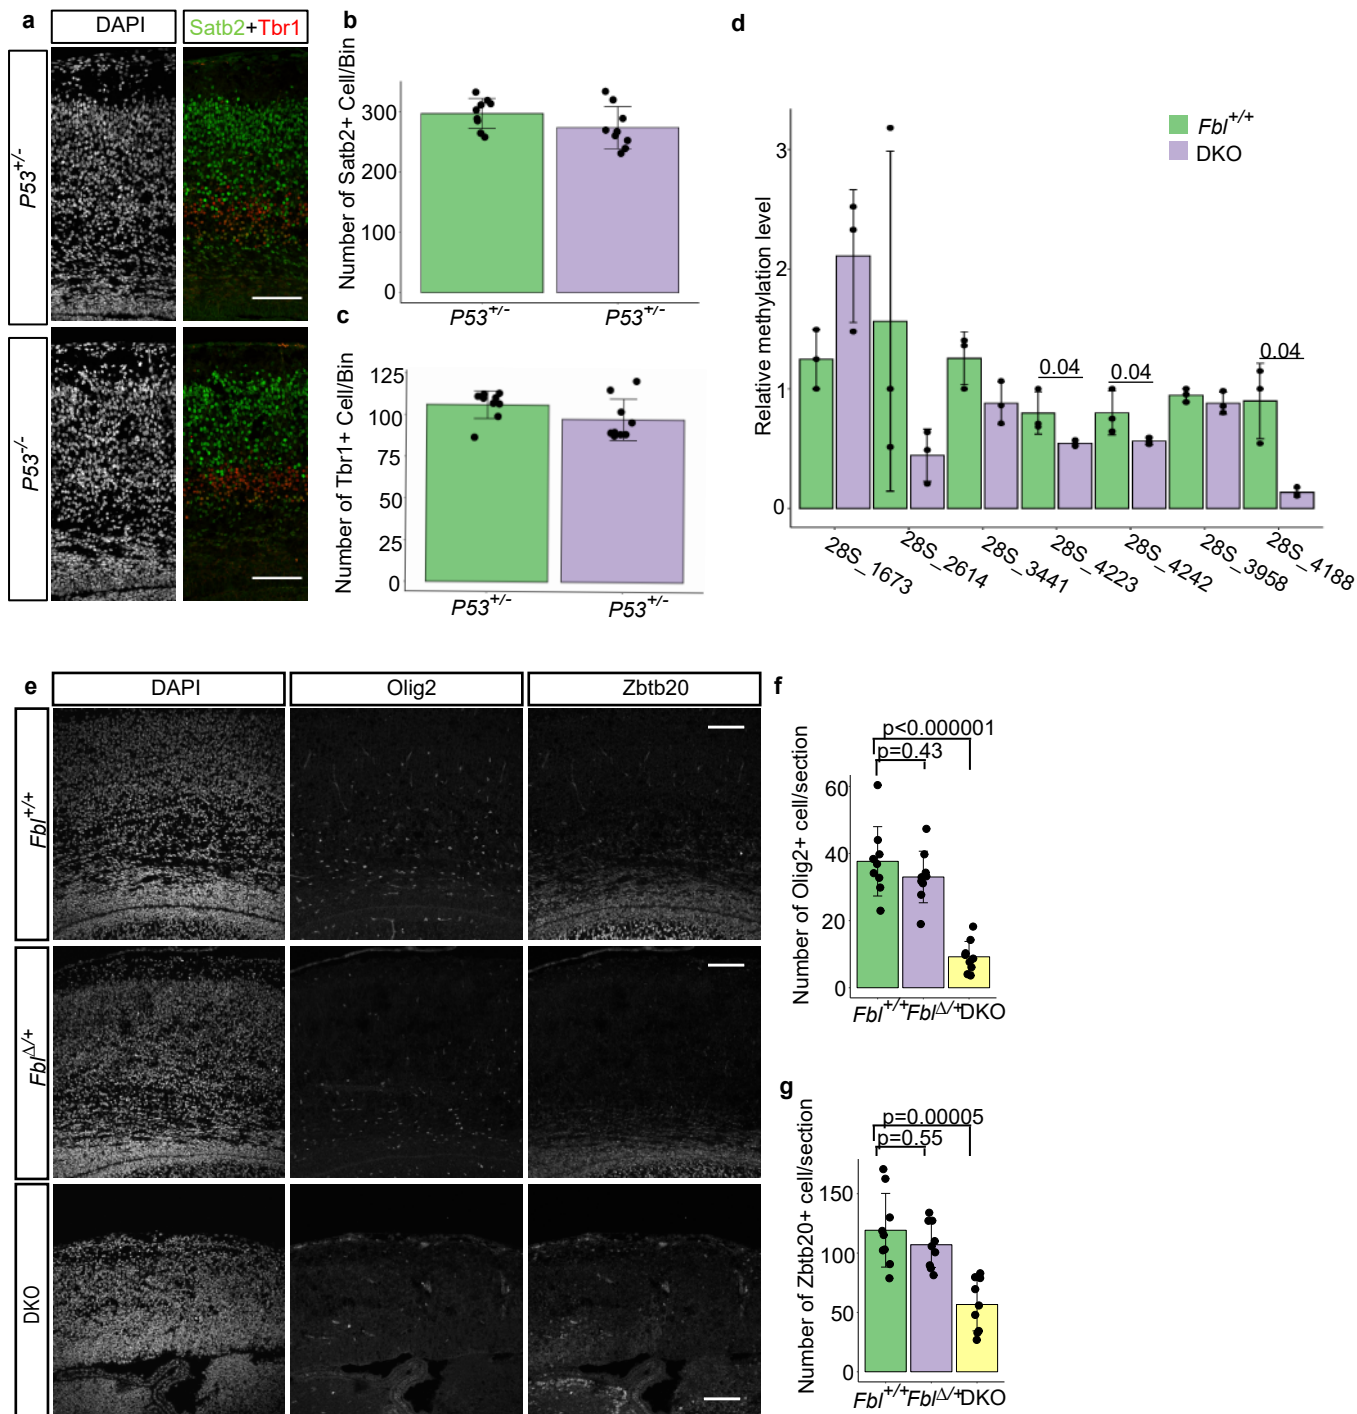 a
DAPI
Satb2+Tbr1
P53+/-
P53-/-
b
Number of Satb2+ Cell/Bin
300
200
100
0
P53+/-
P53+/-
c
Number of Tbr1+ Cell/Bin
125
100
75
50
25
0
P53+/-
P53+/-
d
Relative methylation level
3
2
1
0
Fbl+/+
DKO
0.04
0.04
0.04
28S_1673
28S_2614
28S_3441
28S_4223
28S_4242
28S_3958
28S_4188
e
DAPI
Olig2
Zbtb20
Fbl+/+
FblΔ/+
DKO
f
p<0.000001
p=0.43
Number of Olig2+ cell/section
60
40
20
0
Fbl+/+ FblΔ/+ DKO
g
p=0.00005
p=0.55
Number of Zbtb20+ cell/section
150
100
50
0
Fbl+/+ FblΔ/+ DKO